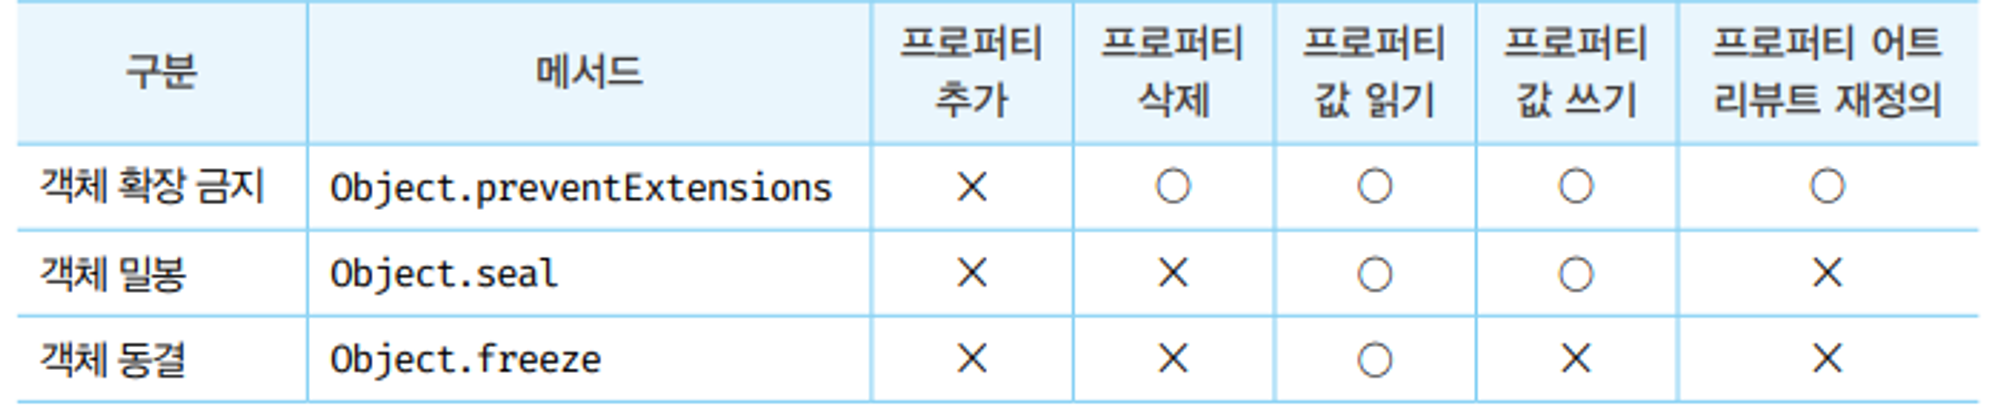 구분 메서드 프로퍼티 추가 프로퍼티 삭제 프로퍼티 값 읽기 프로퍼티 값 쓰기 프로퍼티 어트리뷰트 재정의
객체 확장 금지 Object.preventExtensions × ○ ○ ○ ○
객체 밀봉 Object.seal × × ○ ○ ×
객체 동결 Object.freeze × × ○ × ×